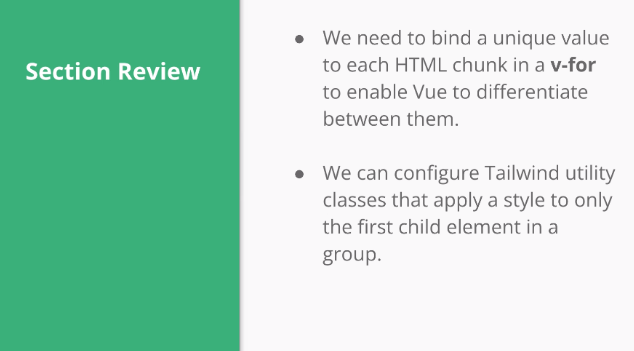 Section Review
● We need to bind a unique value
to each HTML chunk in a v-for
to enable Vue to differentiate
between them.
● We can configure Tailwind utility
classes that apply a style to only
the first child element in a
group.